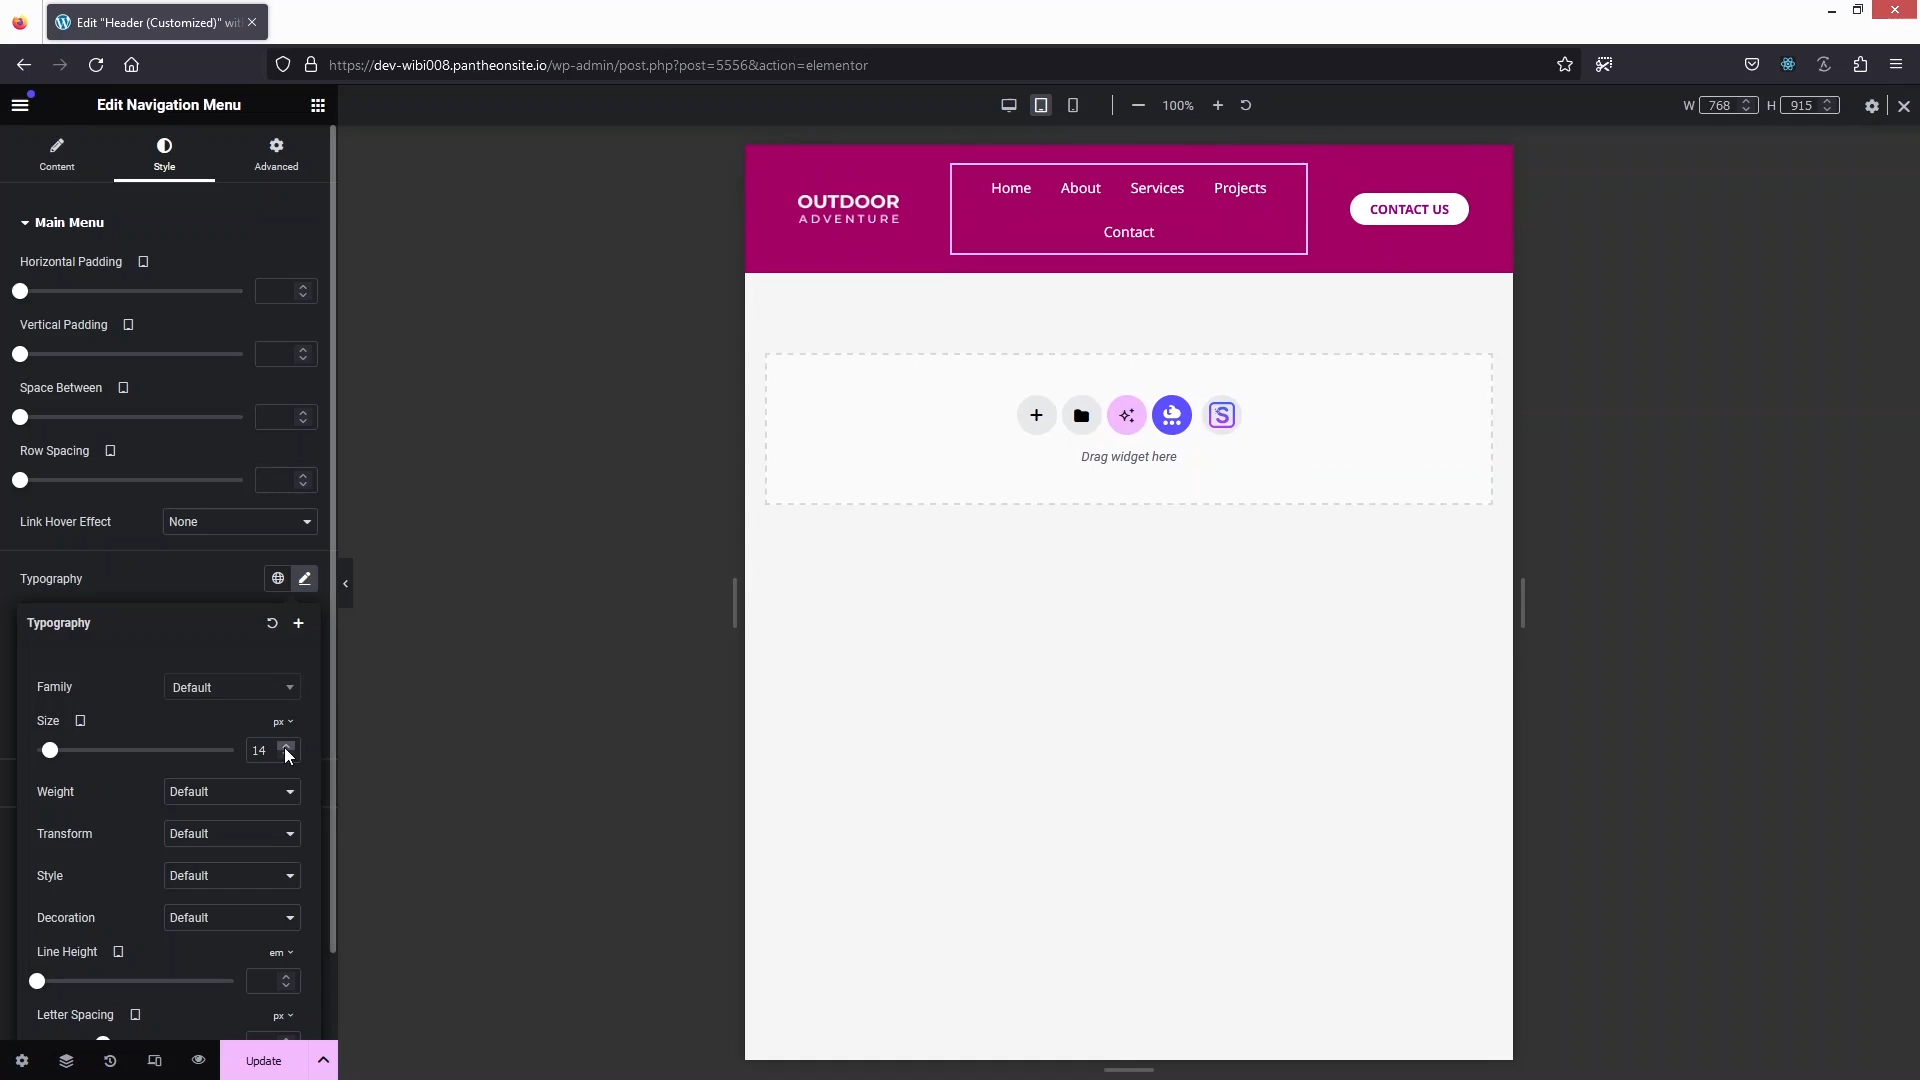 Edit "Header (Customized)" wit
https://dev-wibi008.pantheonsite.io/wp-admin/post.php?post=5556&action=elementor
Edit Navigation Menu
100%
W 768 H 915
Content Style Advanced
Main Menu
Horizontal Padding
Vertical Padding
Space Between
Row Spacing
Link Hover Effect None
Typography
Typography
Family Default
Size px
14
Weight Default
Transform Default
Style Default
Decoration Default
Line Height em
Letter Spacing px
Update
OUTDOOR
ADVENTURE
Home About Services Projects
Contact
CONTACT US
S
Drag widget here